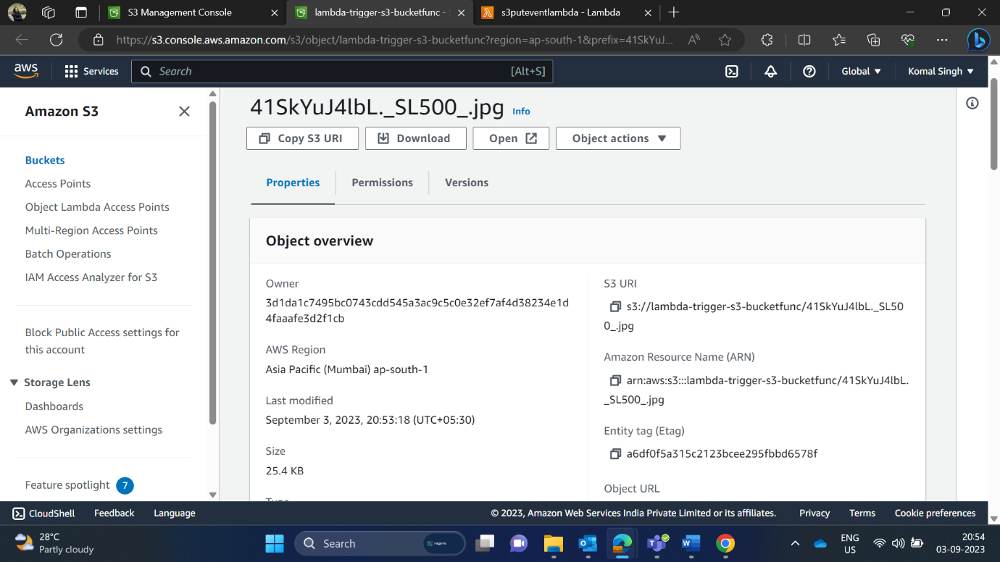 S3 Management Console
lambda-trigger-s3-bucketfunc - S
s3puteventlambda - Lambda
https://s3.console.aws.amazon.com/s3/object/lambda-trigger-s3-bucketfunc?region=ap-south-1&prefix=41SkYuJ...
aws
Services
Search
[Alt+S]
Global
Komal Singh
Amazon S3
Buckets
Access Points
Object Lambda Access Points
Multi-Region Access Points
Batch Operations
IAM Access Analyzer for S3
Block Public Access settings for
this account
Storage Lens
Dashboards
AWS Organizations settings
Feature spotlight 7
41SkYuJ4lbL._SL500_.jpg Info
Copy S3 URI
Download
Open
Object actions
Properties
Permissions
Versions
Object overview
Owner
3d1da1c7495bc0743cdd545a3ac9c5c0e32ef7af4d38234e1d
4faaafe3d2f1cb
AWS Region
Asia Pacific (Mumbai) ap-south-1
Last modified
September 3, 2023, 20:53:18 (UTC+05:30)
Size
25.4 KB
Type
S3 URI
s3://lambda-trigger-s3-bucketfunc/41SkYuJ4lbL._SL50
0_.jpg
Amazon Resource Name (ARN)
arn:aws:s3:::lambda-trigger-s3-bucketfunc/41SkYuJ4lbL.
_SL500_.jpg
Entity tag (Etag)
a6df0f5a315c2123bcee295fbbd6578f
Object URL
CloudShell
Feedback
Language
© 2023, Amazon Web Services India Private Limited or its affiliates.
Privacy
Terms
Cookie preferences
28°C
Partly cloudy
Search
ENG
US
20:54
03-09-2023